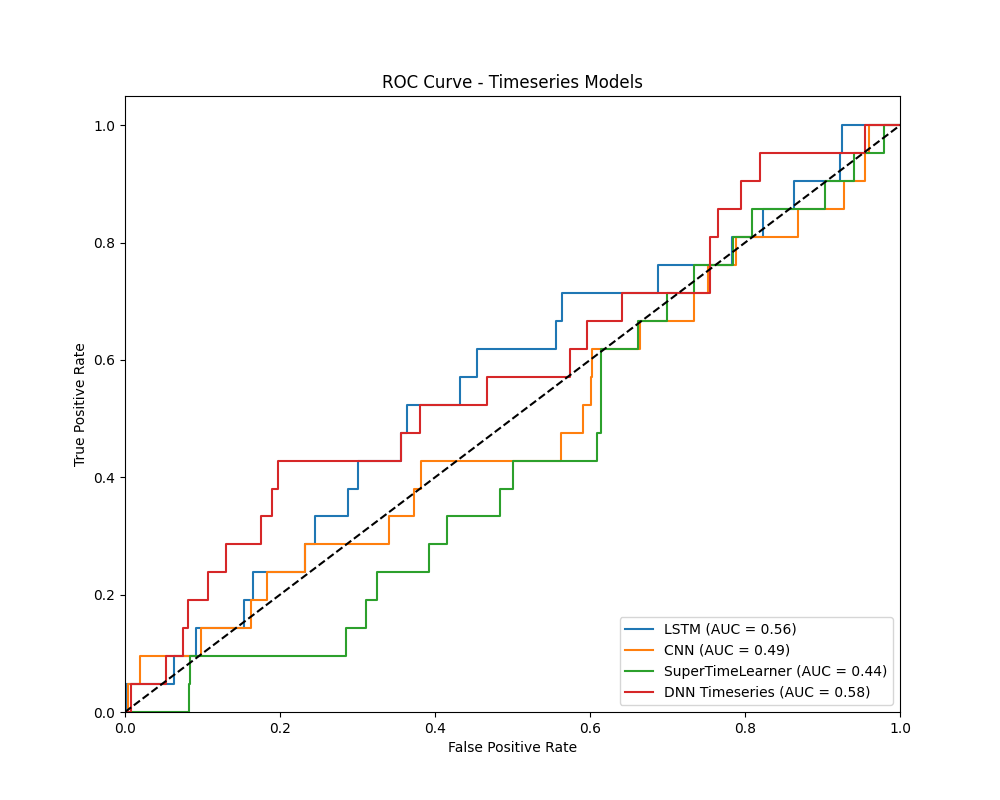 ROC Curve - Timeseries Models
True Positive Rate
1.0
0.8
0.6
0.4
0.2
0.0
LSTM (AUC = 0.56)
CNN (AUC = 0.49)
SuperTimeLearner (AUC = 0.44)
DNN Timeseries (AUC = 0.58)
0.0 0.2 0.4 0.6 0.8 1.0
False Positive Rate